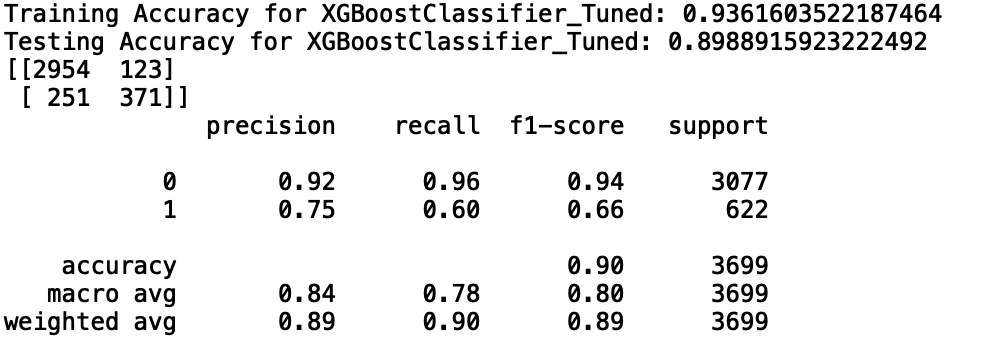 Training Accuracy for XGBoostClassifier_Tuned: 0.9361603522187464
Testing Accuracy for XGBoostClassifier_Tuned: 0.8988915923222492
[[2954  123]
 [ 251  371]]
              precision    recall  f1-score   support

           0       0.92      0.96      0.94      3077
           1       0.75      0.60      0.66       622

    accuracy                           0.90      3699
   macro avg       0.84      0.78      0.80      3699
weighted avg       0.89      0.90      0.89      3699